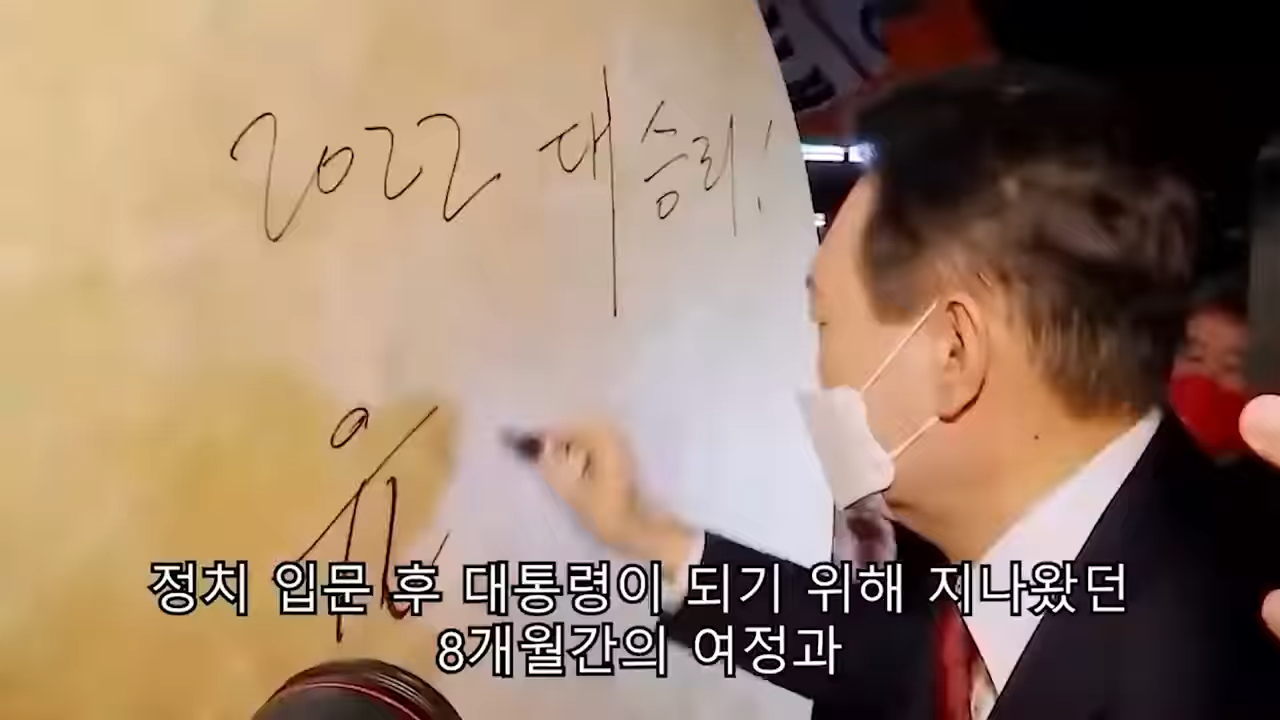 2022 대승리!
윤
정치 입문 후 대통령이 되기 위해 지나왔던
8개월간의 여정과